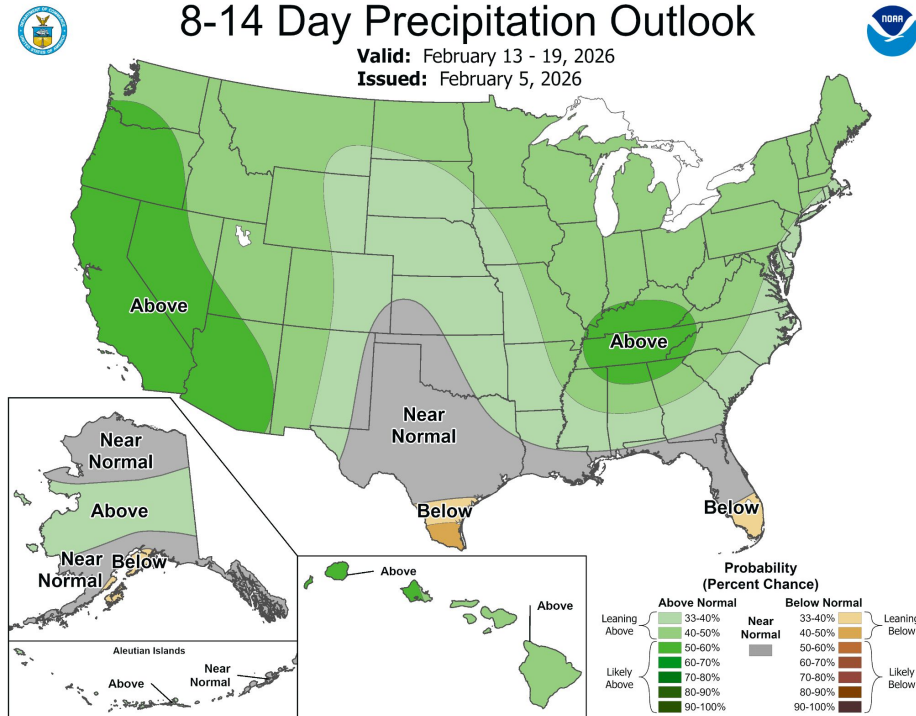 8-14 Day Precipitation Outlook
Valid: February 13 - 19, 2026
Issued: February 5, 2026
NOAA
Above
Above
Near
Normal
Below
Below
Near
Normal
Above
Near
Normal
Below
Aleutian Islands
Above
Near
Normal
Above
Above
Probability
(Percent Chance)
Above Normal
Below Normal
Leaning
Above
33-40%
40-50%
Likely
Above
50-60%
60-70%
70-80%
80-90%
90-100%
Near
Normal
33-40%
40-50%
Leaning
Below
50-60%
60-70%
70-80%
80-90%
90-100%
Likely
Below